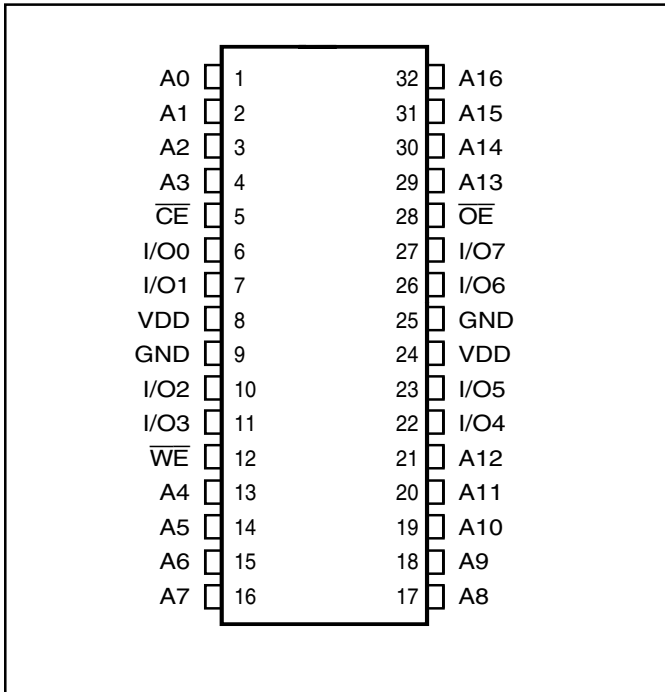 A0 1 32 A16
A1 2 31 A15
A2 3 30 A14
A3 4 29 A13
C̅E̅ 5 28 O̅E̅
I/O0 6 27 I/O7
I/O1 7 26 I/O6
VDD 8 25 GND
GND 9 24 VDD
I/O2 10 23 I/O5
I/O3 11 22 I/O4
W̅E̅ 12 21 A12
A4 13 20 A11
A5 14 19 A10
A6 15 18 A9
A7 16 17 A8